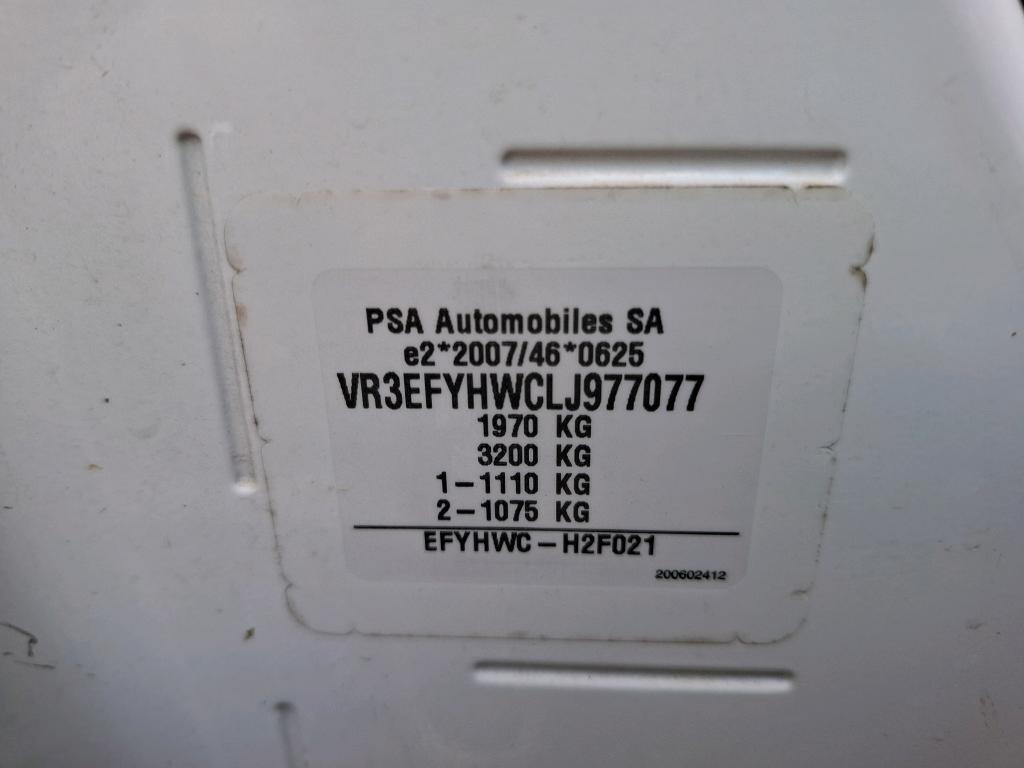 PSA Automobiles SA
e2*2007/46*0625
VR3EFYHWCLJ977077
1970 KG
3200 KG
1-1110 KG
2-1075 KG
EFYHWC-H2F021
200602412